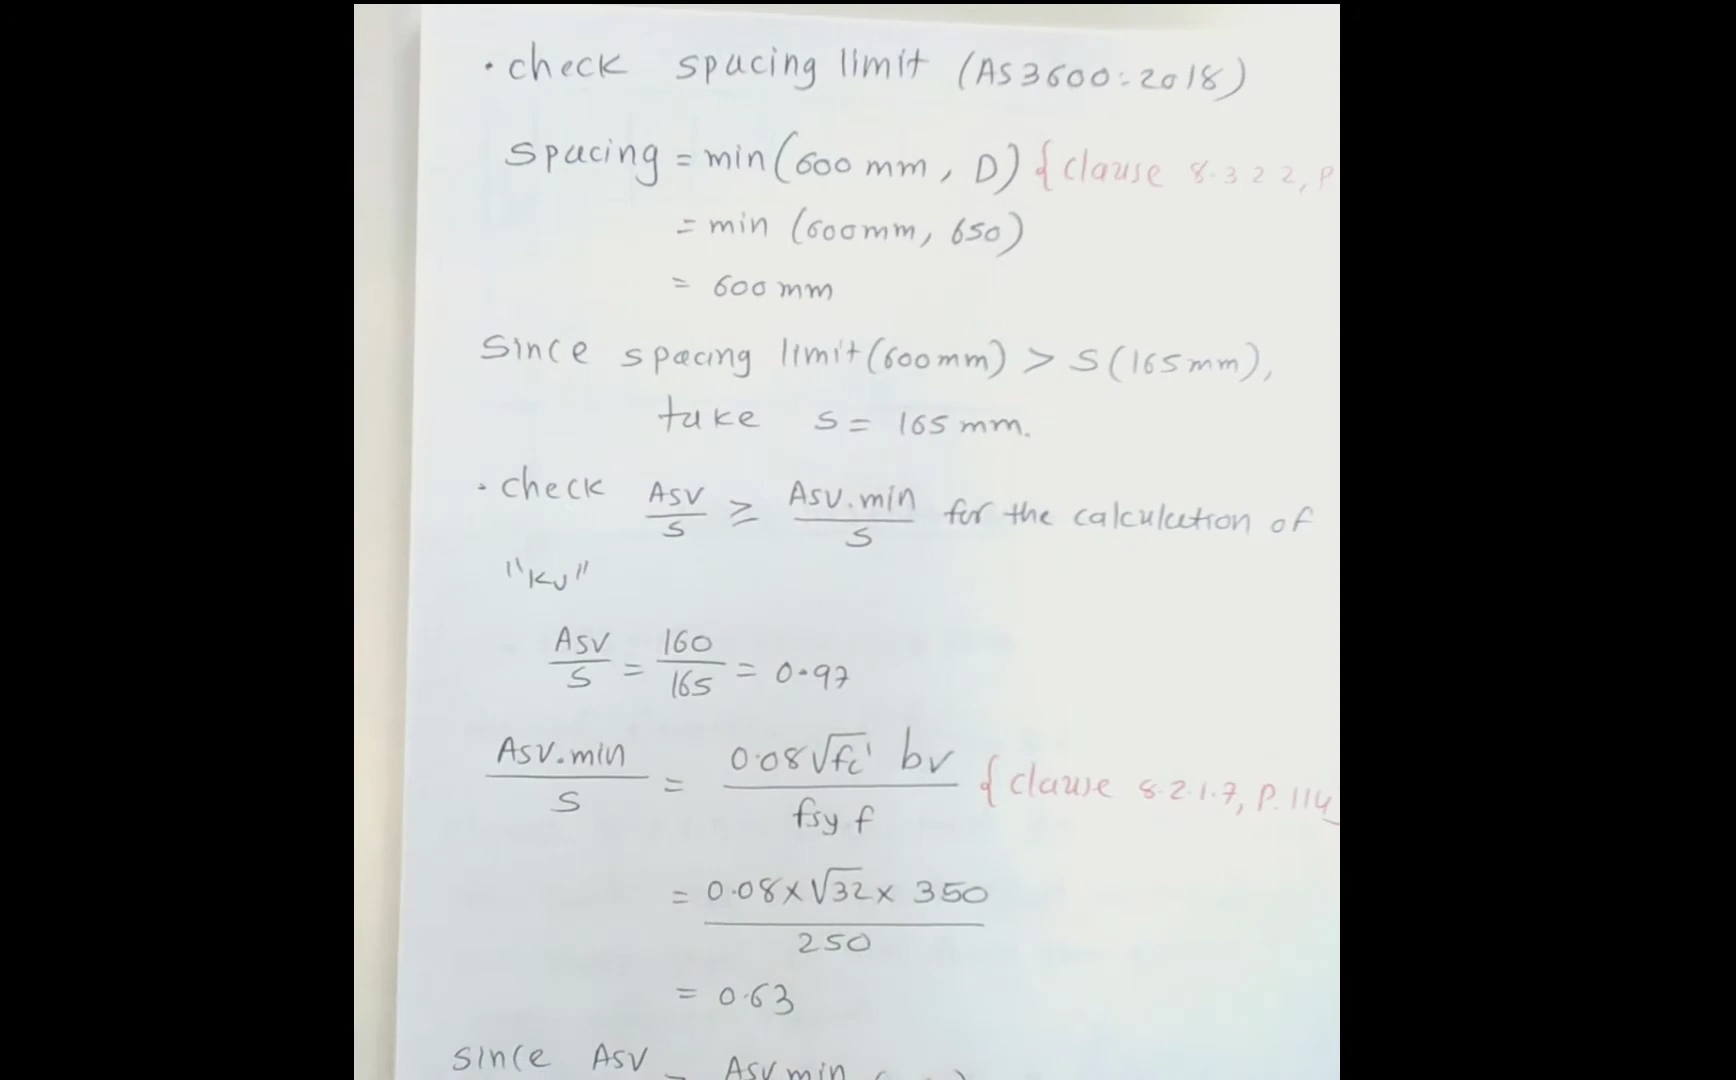 · check spacing limit (AS3600:2018)
spacing = min(600 mm, D) {clause 8.3.2.2, P
= min (600mm, 650)
= 600 mm
Since spacing limit(600mm) > S(165mm),
take s = 165 mm.
· check Asv/s ≥ Asv.min/s for the calculation of
"kv"
Asv/s = 160/165 = 0.97
Asv.min/s = 0.08√fc' bv/fsy.f {clause 8.2.1.7, P.114
= 0.08×√32× 350/250
= 0.63
since Asv Asv.min